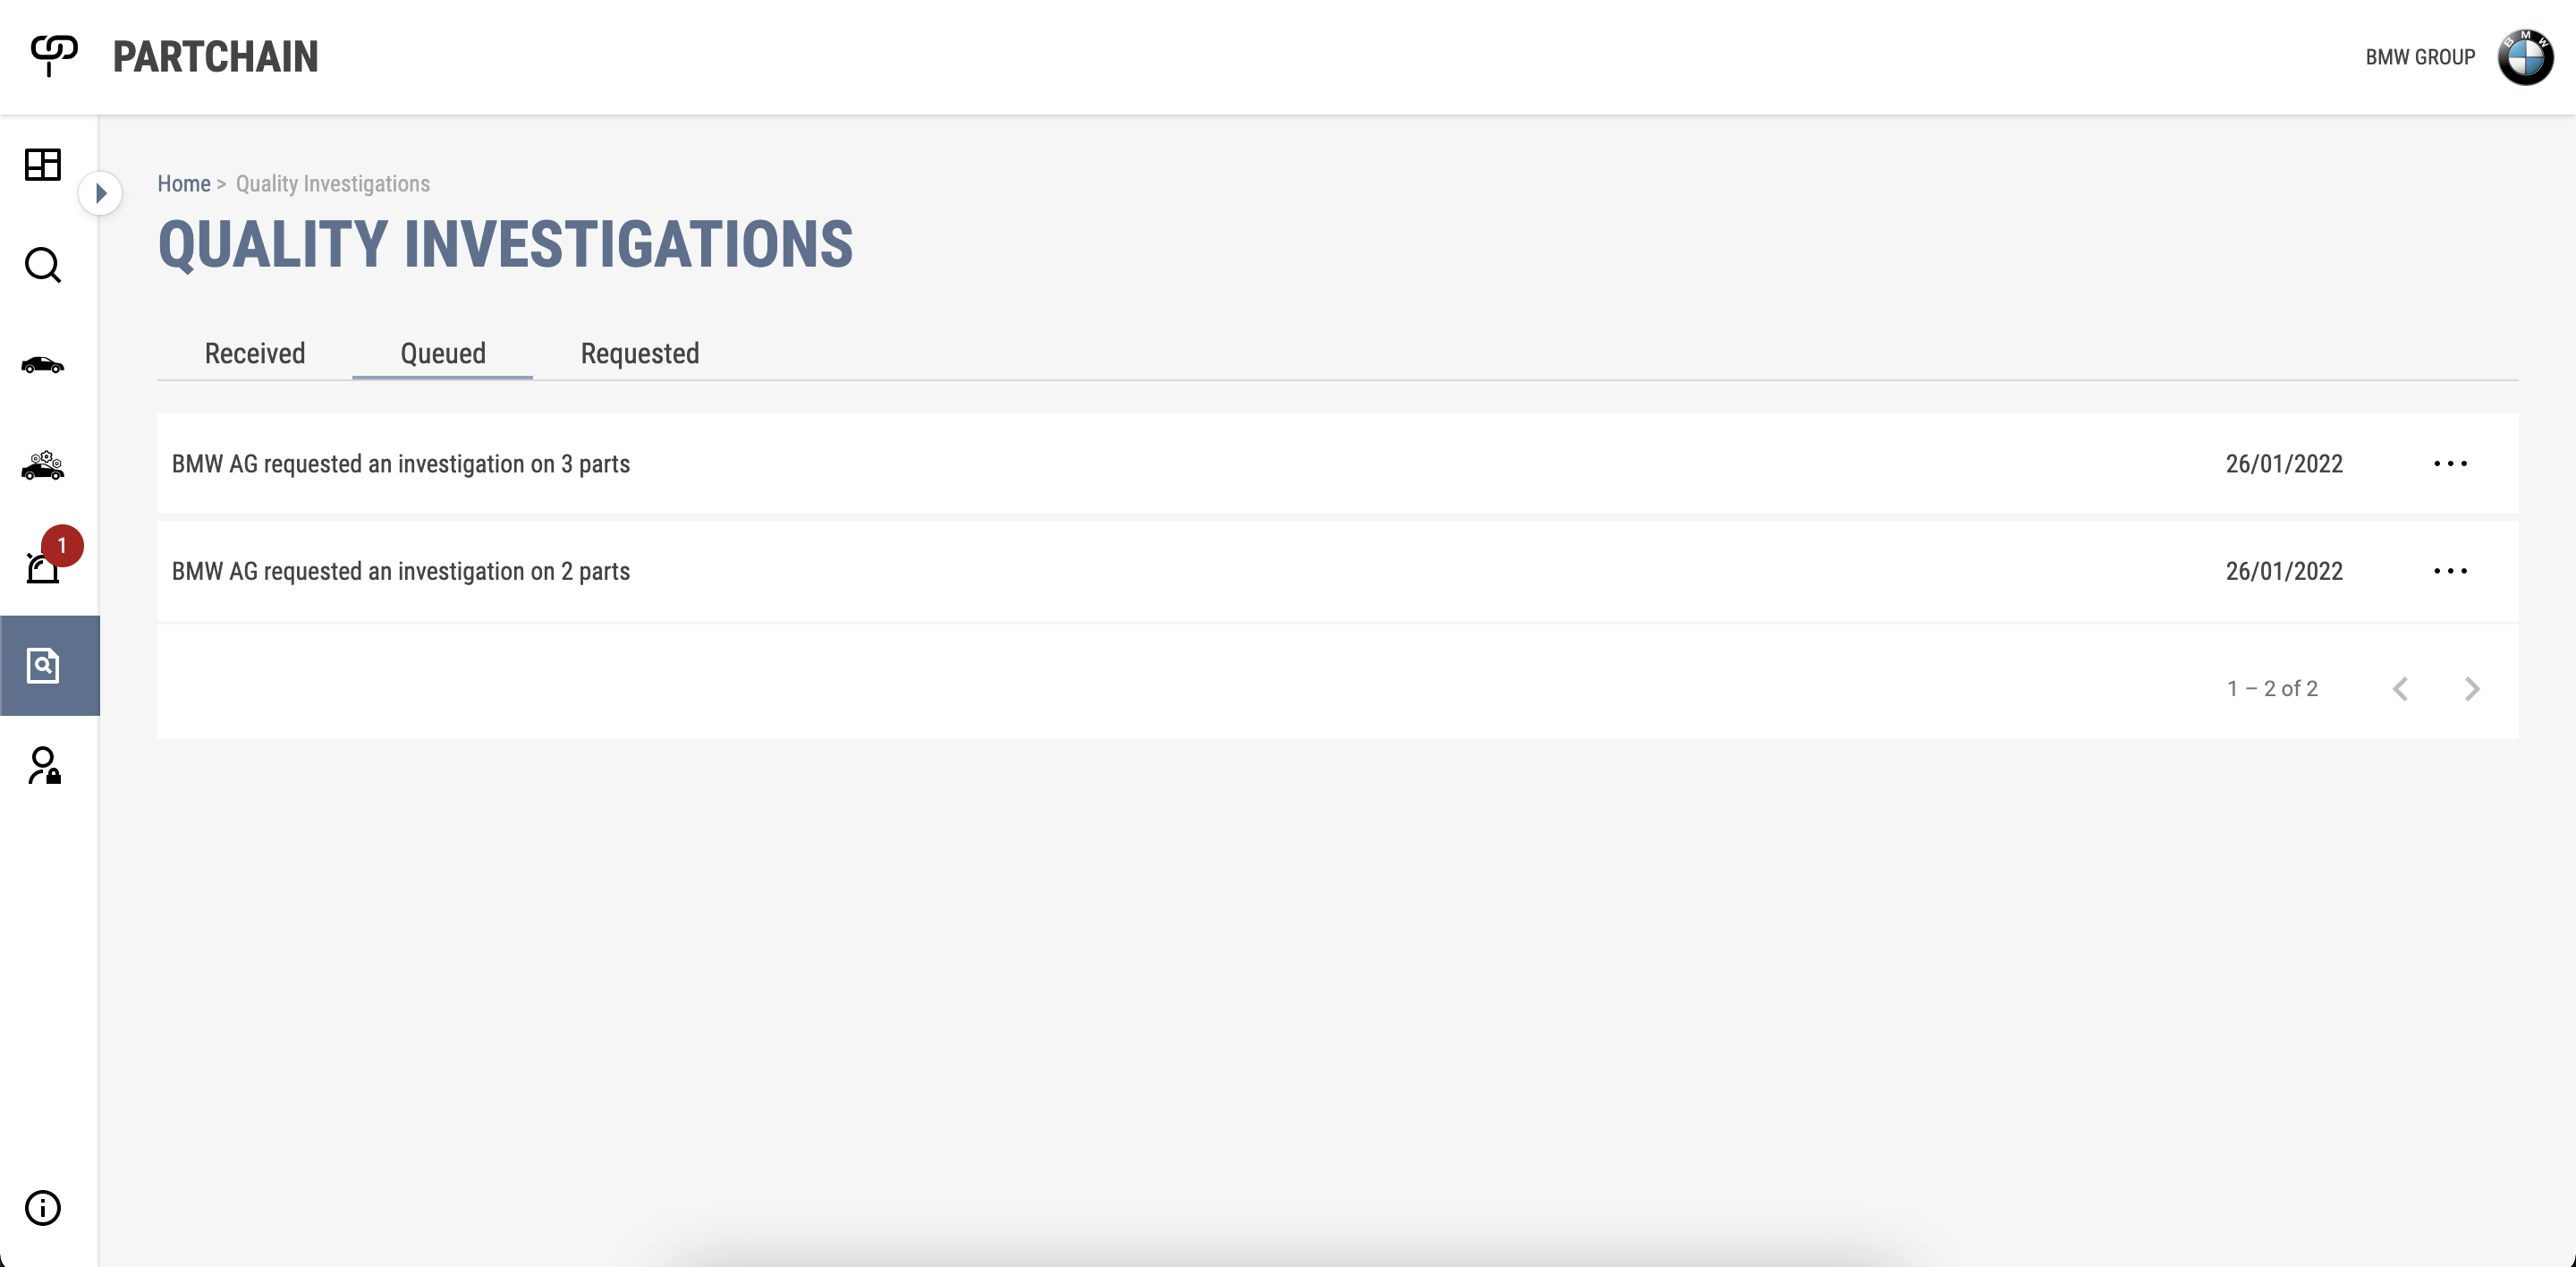 PARTCHAIN
BMW GROUP
BMW
Home > Quality Investigations
QUALITY INVESTIGATIONS
Received Queued Requested
BMW AG requested an investigation on 3 parts 26/01/2022
BMW AG requested an investigation on 2 parts 26/01/2022
1
1 – 2 of 2